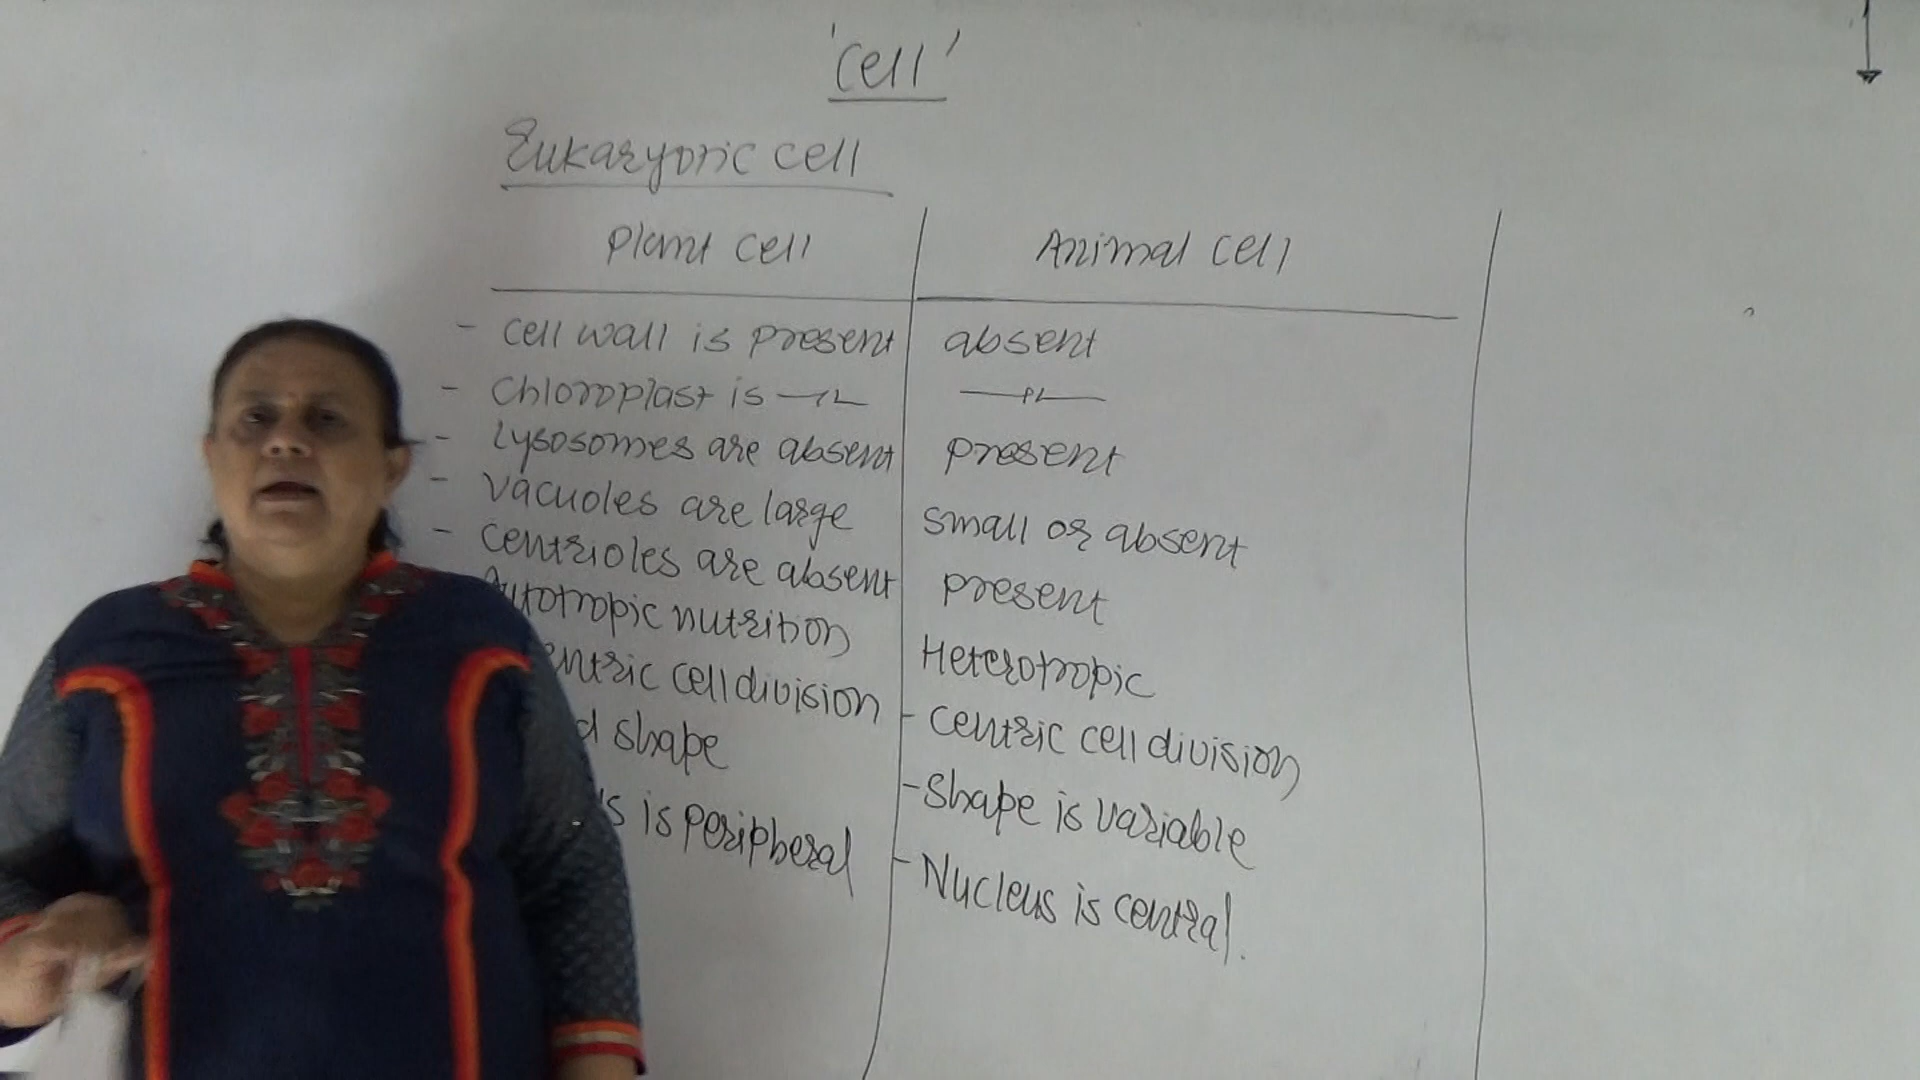 'Cell'
Eukaryotic cell
Plant cell
Animal cell
- cell wall is present
absent
- Chloroplast is —〃—
—〃—
- Lysosomes are absent
present
- Vacuoles are large
small or absent
- Centrioles are absent
present
Autotropic nutrition
Heterotropic
cell division
- Centric cell division
shape
- Shape is variable
is peripheral
- Nucleus is central.